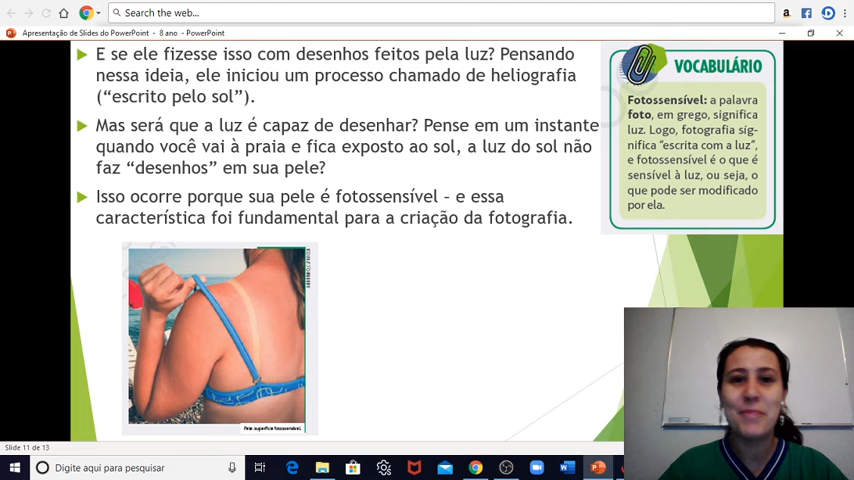 Search the web...
Apresentação de Slides do PowerPoint - 8 ano - PowerPoint
E se ele fizesse isso com desenhos feitos pela luz? Pensando
nessa ideia, ele iniciou um processo chamado de heliografia
(“escrito pelo sol”).
Mas será que a luz é capaz de desenhar? Pense em um instante
quando você vai à praia e fica exposto ao sol, a luz do sol não
faz “desenhos” em sua pele?
Isso ocorre porque sua pele é fotossensível – e essa
característica foi fundamental para a criação da fotografia.
VOCABULÁRIO
Fotossensível: a palavra
foto, em grego, significa
luz. Logo, fotografia sig-
nifica “escrita com a luz”,
e fotossensível é o que é
sensível à luz, ou seja, o
que pode ser modificado
por ela.
Pele: superfície fotossensível.
Slide 11 de 13
Digite aqui para pesquisar